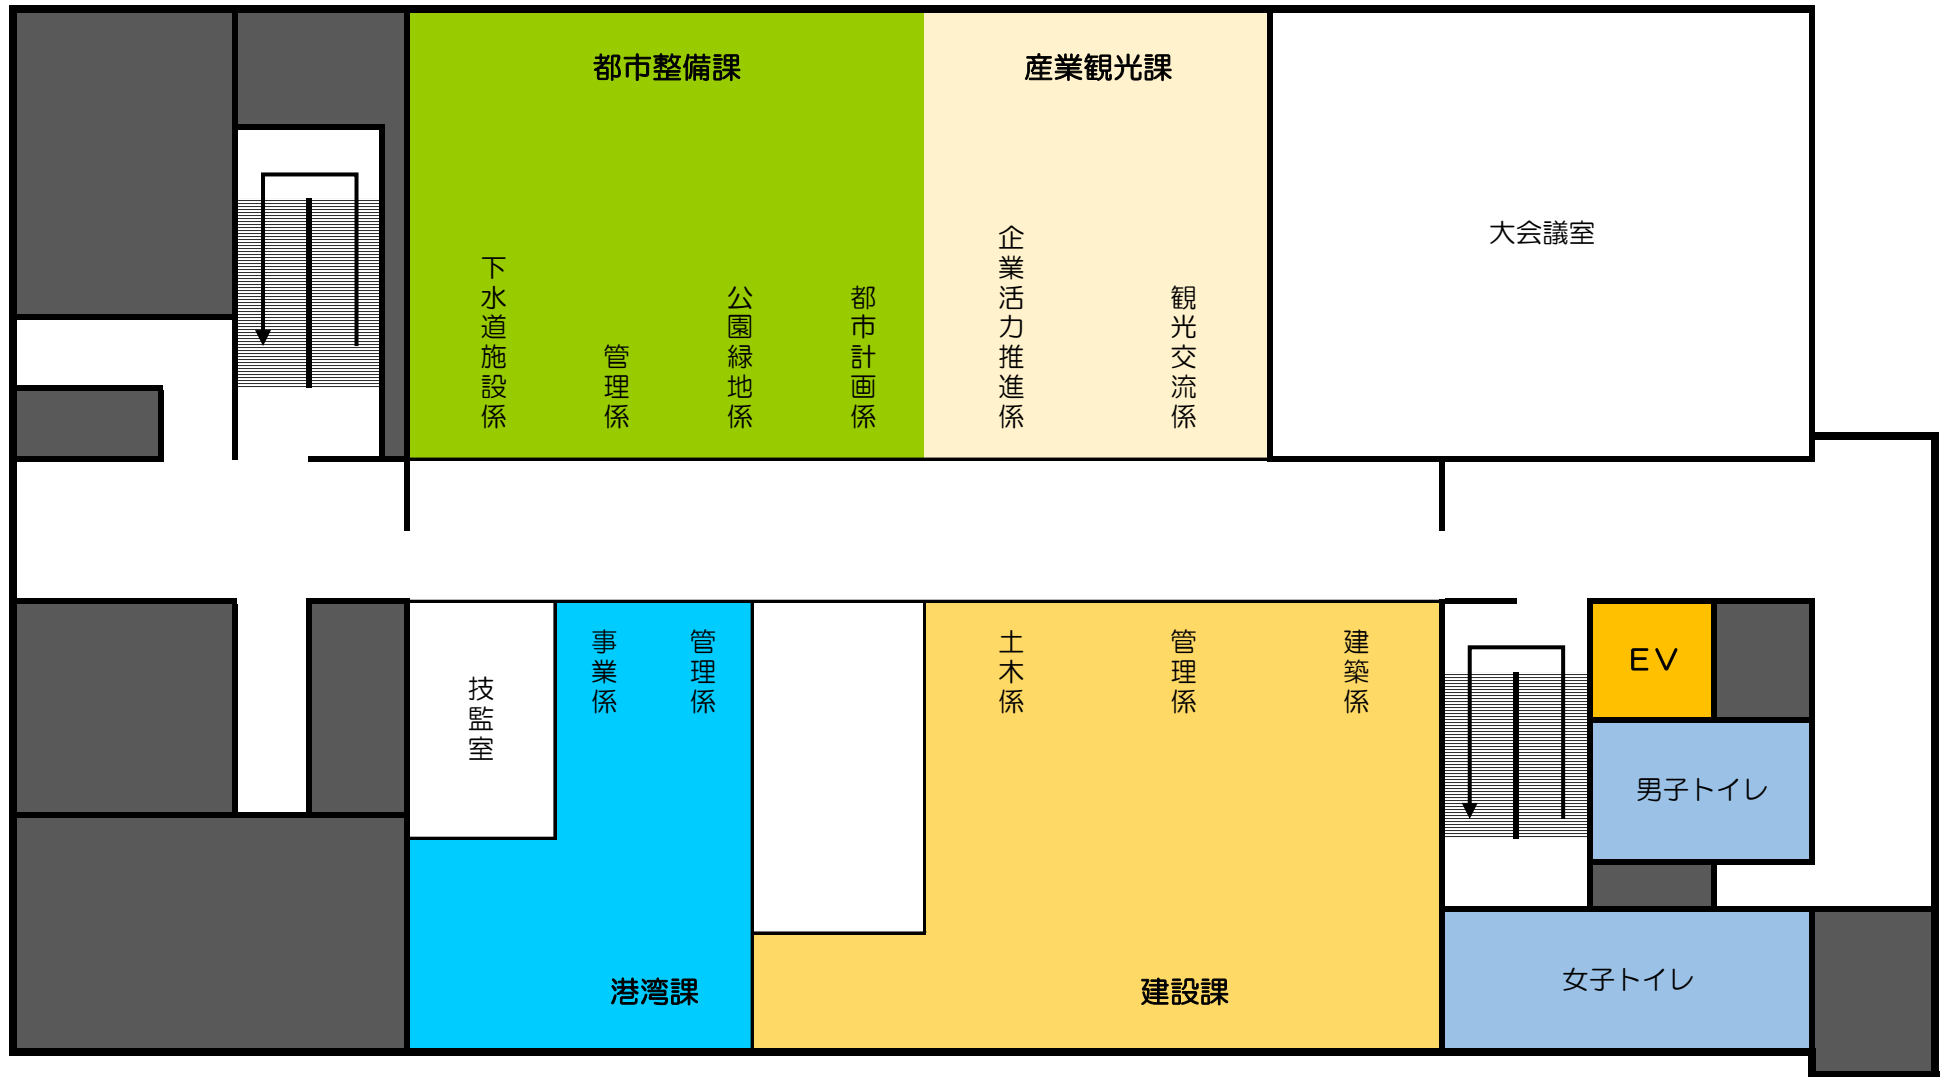 都市整備課
産業観光課
大会議室
下水道施設係
管理係
公園緑地係
都市計画係
企業活力推進係
観光交流係
技監室
事業係
管理係
土木係
管理係
建築係
EV
男子トイレ
港湾課
建設課
女子トイレ